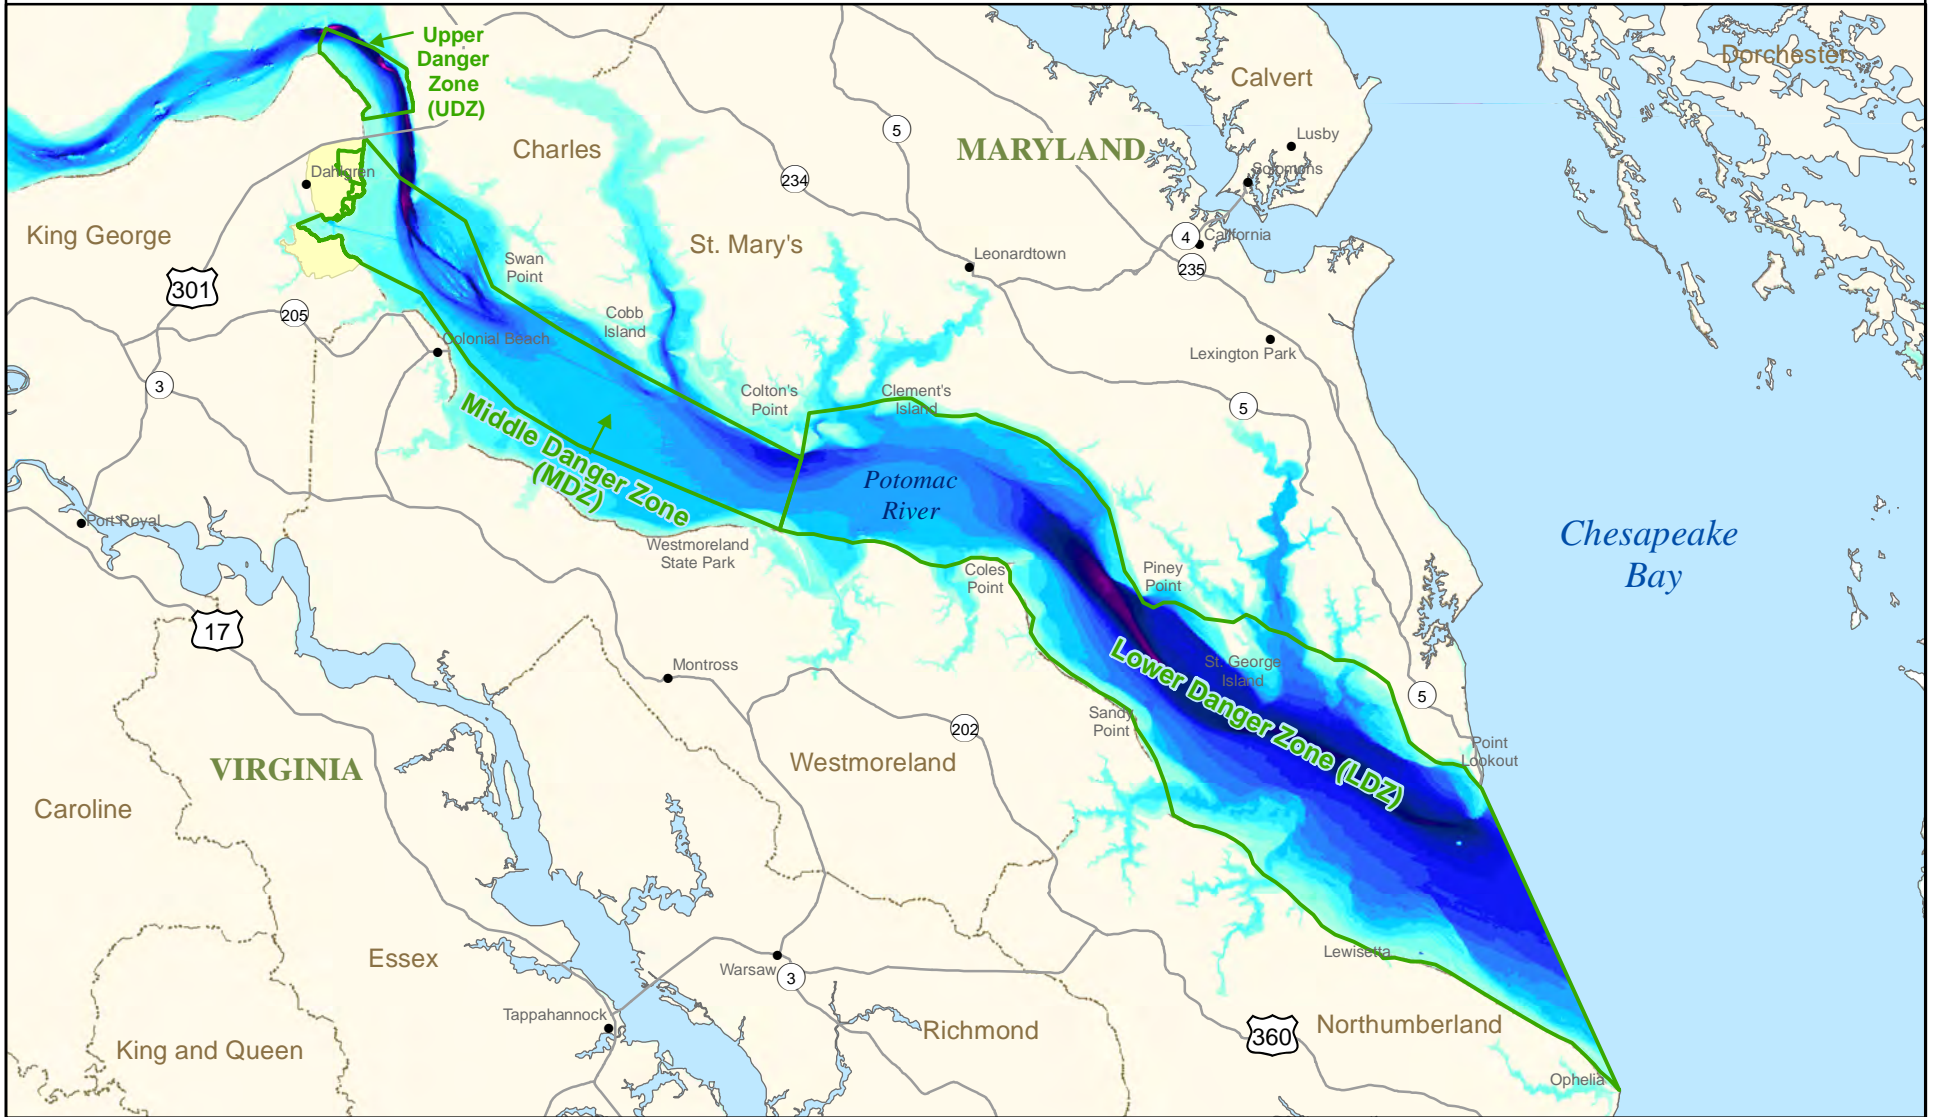 Upper
Danger
Zone
(UDZ)
Dorchester
Calvert
Lusby
5
MARYLAND
Charles
Solomons
Dahlgren
234
King George
St. Mary's
4
California
Leonardtown
235
Swan
Point
301
205
Cobb
Island
Colonial Beach
Lexington Park
3
Colton's
Point
Clement's
Island
5
Middle Danger Zone
(MDZ)
Potomac
River
Port Royal
Chesapeake
Bay
Westmoreland
State Park
Coles
Point
Piney
Point
17
Montross
Lower Danger Zone (LDZ)
St. George
Island
5
Sandy
Point
202
Point
Lookout
VIRGINIA
Westmoreland
Caroline
Essex
Lewisetta
Warsaw
3
Tappahannock
Richmond
360
Northumberland
King and Queen
Ophelia